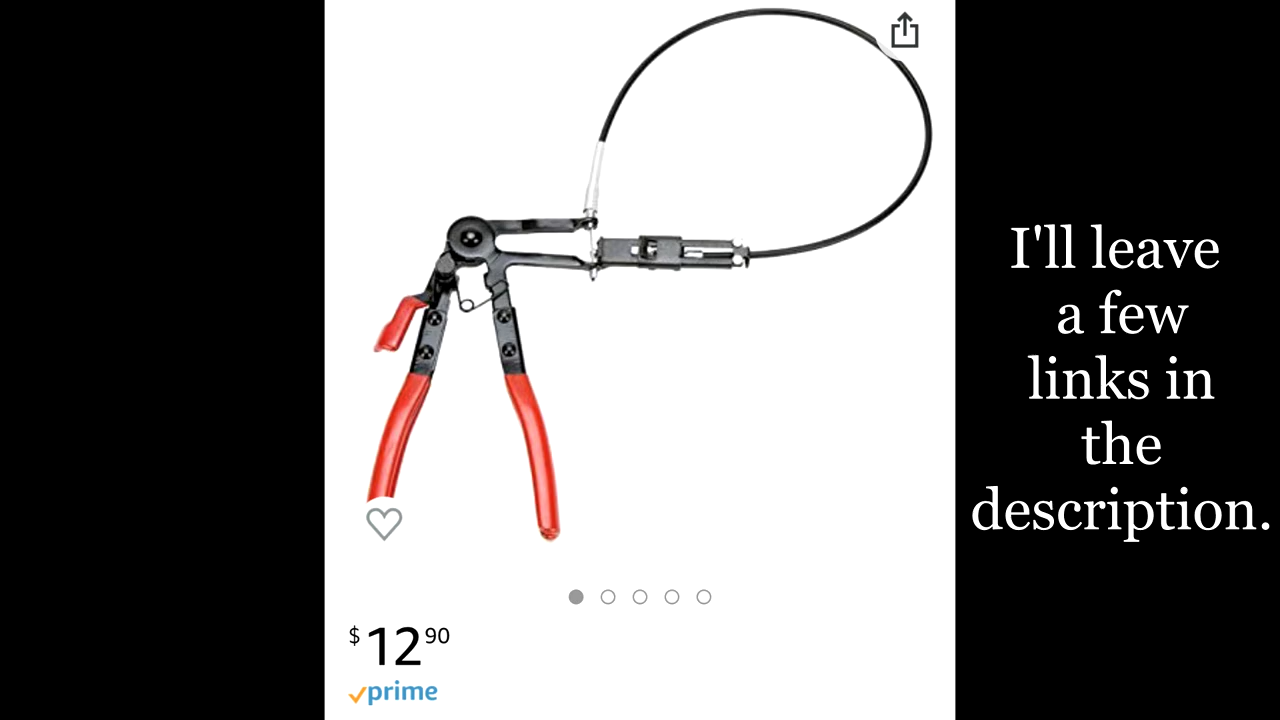 I'll leave
a few
links in
the
description.
$12 90
prime